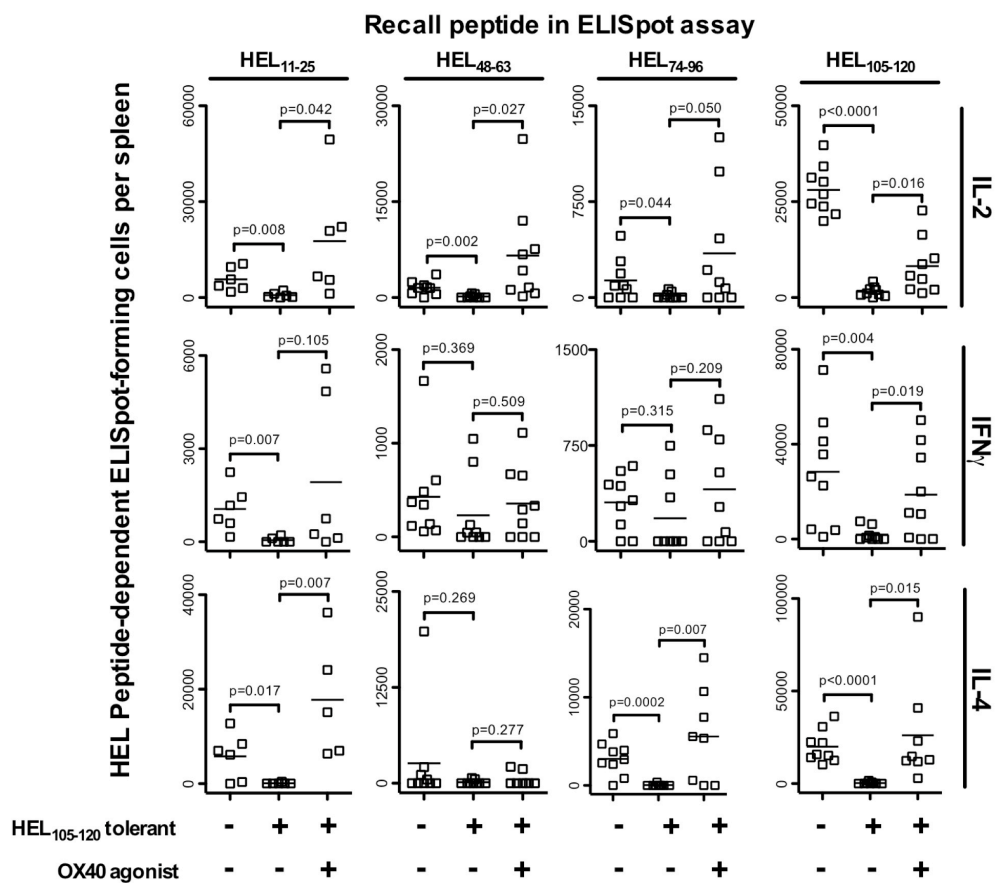 Recall peptide in ELISpot assay
HEL11-25 HEL48-63 HEL74-96 HEL105-120
HEL Peptide-dependent ELISpot-forming cells per spleen
60000 30000 0 p=0.008 p=0.042
30000 15000 0 p=0.002 p=0.027
15000 7500 0 p=0.044 p=0.050
50000 25000 0 p<0.0001 p=0.016
IL-2
6000 3000 0 p=0.007 p=0.105
2000 1000 0 p=0.369 p=0.509
1500 750 0 p=0.315 p=0.209
80000 40000 0 p=0.004 p=0.019
IFNγ
40000 20000 0 p=0.017 p=0.007
25000 12500 0 p=0.269 p=0.277
20000 10000 0 p=0.0002 p=0.007
100000 50000 0 p<0.0001 p=0.015
IL-4
HEL105-120 tolerant - + + - + + - + + - + +
OX40 agonist - - + - - + - - + - - +